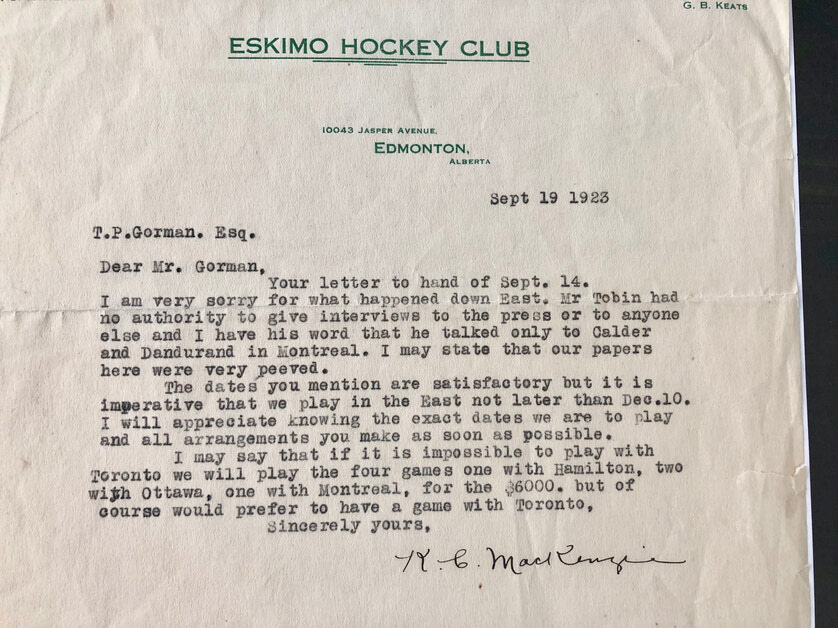 G. B. KEATS
ESKIMO HOCKEY CLUB
10043 JASPER AVENUE,
EDMONTON,
ALBERTA
Sept 19 1923
T.P.Gorman. Esq.
Dear Mr. Gorman,
Your letter to hand of Sept. 14.
I am very sorry for what happened down East. Mr Tobin had
no authority to give interviews to the press or to anyone
else and I have his word that he talked only to Calder
and Dandurand in Montreal. I may state that our papers
here were very peeved.
The dates you mention are satisfactory but it is
imperative that we play in the East not later than Dec.10.
I will appreciate knowing the exact dates we are to play
and all arrangements you make as soon as possible.
I may say that if it is impossible to play with
Toronto we will play the four games one with Hamilton, two
with Ottawa, one with Montreal, for the $6000. but of
course would prefer to have a game with Toronto,
Sincerely yours,
K. C. MacKenzie